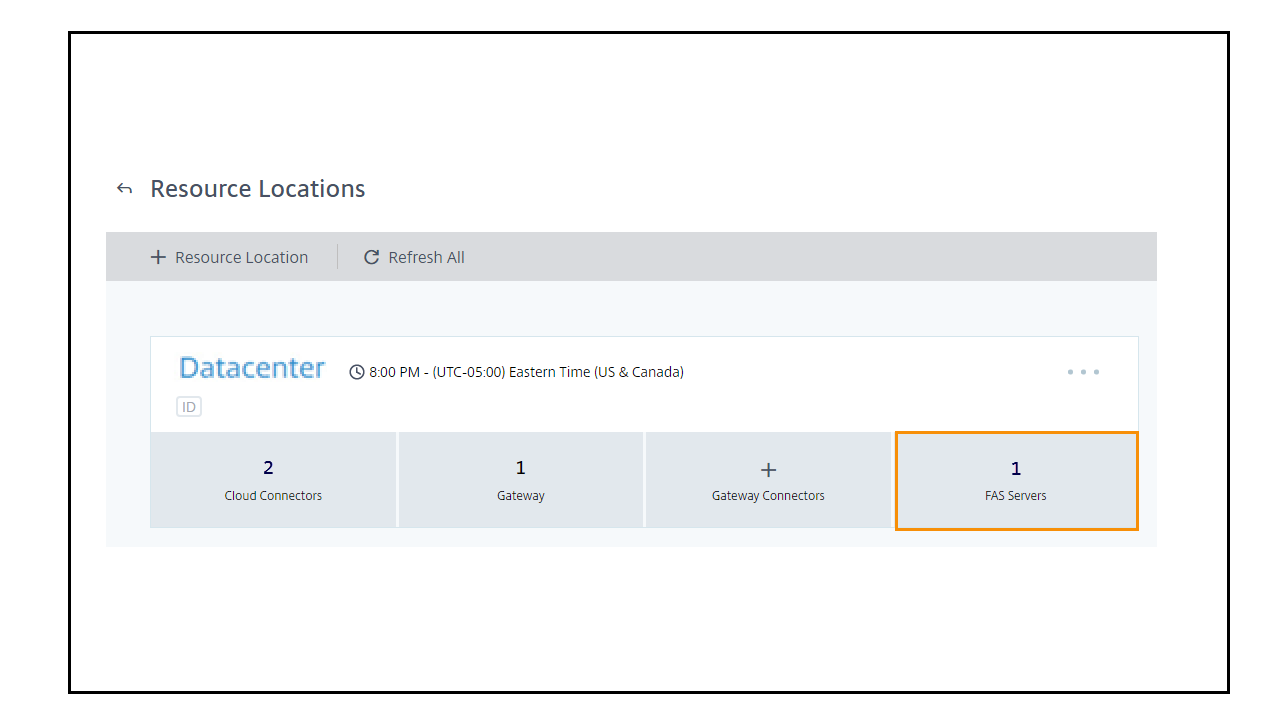 Resource Locations
+ Resource Location Refresh All
Datacenter 8:00 PM - (UTC-05:00) Eastern Time (US & Canada)
ID
2 1 + 1
Cloud Connectors Gateway Gateway Connectors FAS Servers